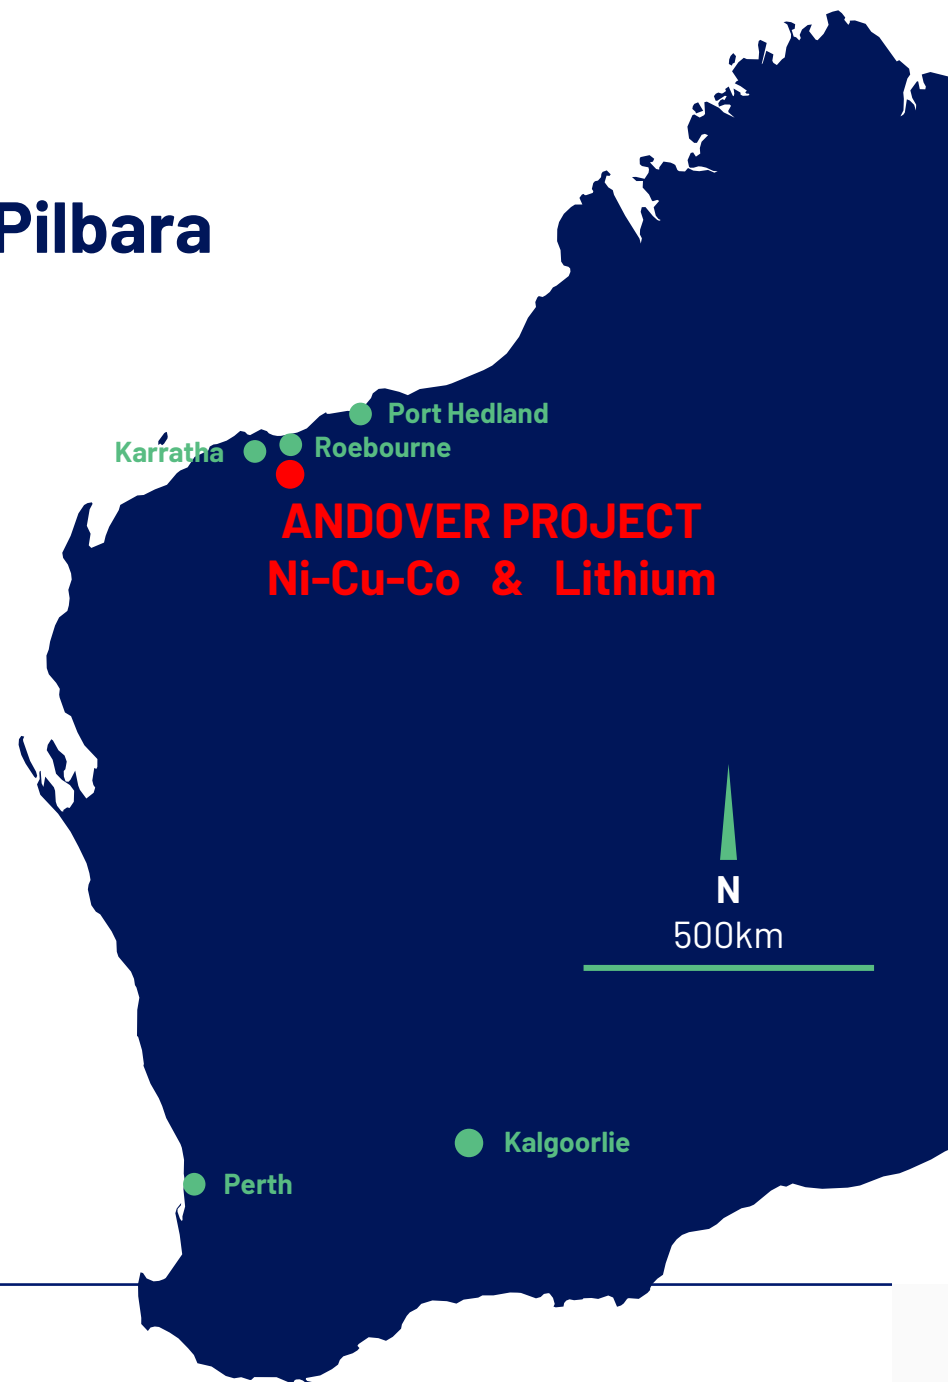 Pilbara
Port Hedland
Karratha
Roebourne
ANDOVER PROJECT
Ni-Cu-Co & Lithium
N
500km
Kalgoorlie
Perth